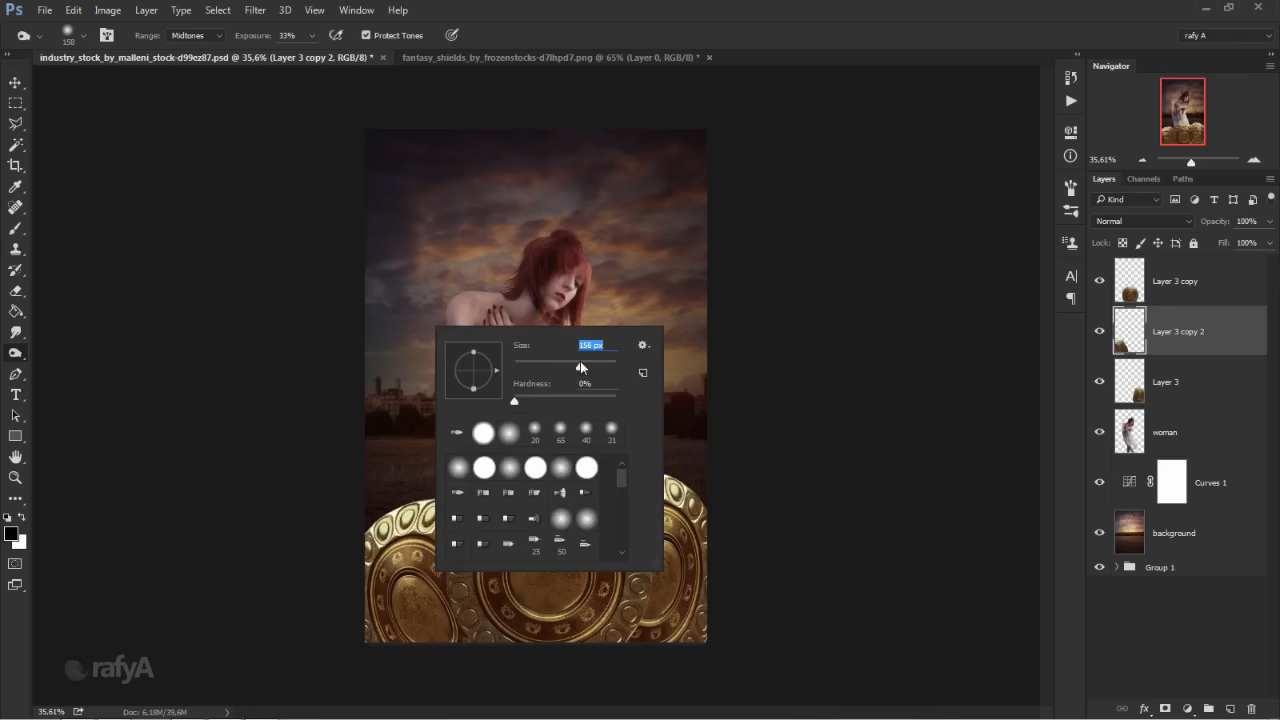 Ps File Edit Image Layer Type Select Filter 3D View Window Help
158 Range: Midtones Exposure: 33% Protect Tones rafy A
industry_stock_by_malleni_stock-d99ez87.psd @ 35,6% (Layer 3 copy 2, RGB/8) * × fantasy_shields_by_frozenstocks-d7lhpd7.png @ 65% (Layer 0, RGB/8) * ×
Navigator
35,61%
Layers Channels Paths
Kind
Normal Opacity: 100%
Lock: Fill: 100%
Layer 3 copy
Layer 3 copy 2
Layer 3
woman
Curves 1
background
Group 1
Size: 158 px
Hardness: 0%
20 65 40 21
25 50
rafyA
35,61% Doc: 6,18M/39,6M